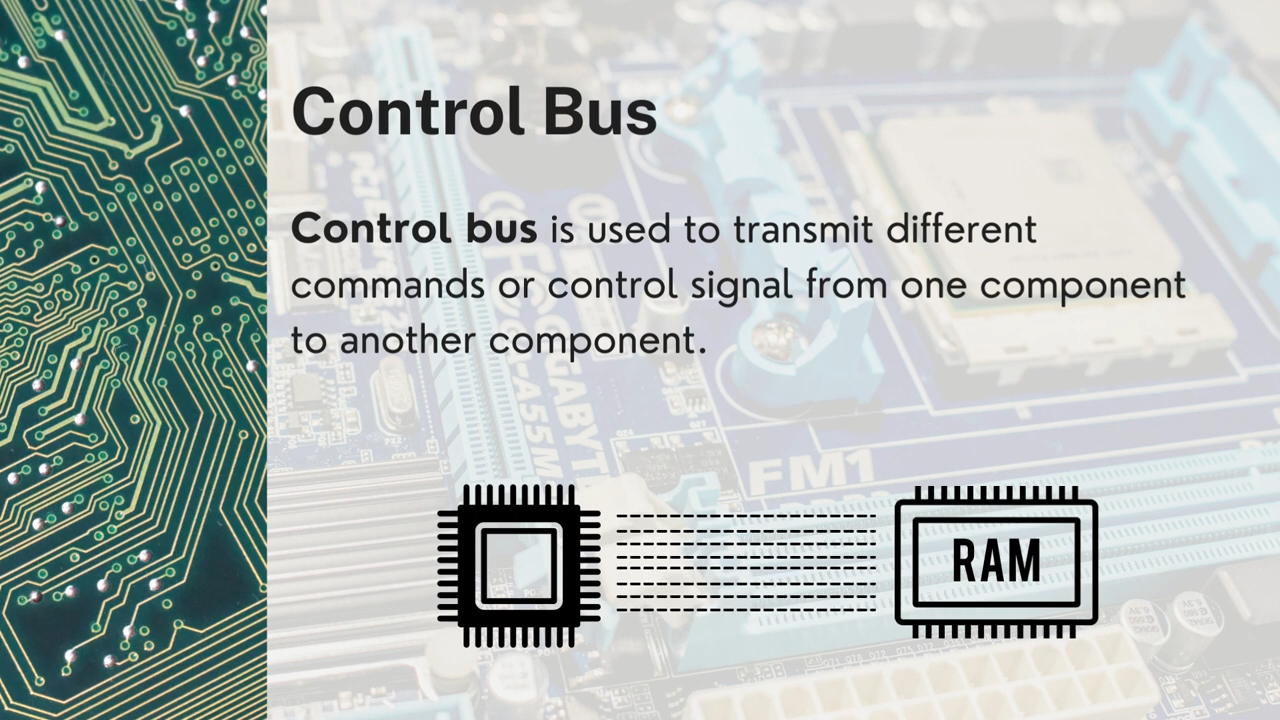 Control Bus
Control bus is used to transmit different
commands or control signal from one component
to another component.
RAM
FM1